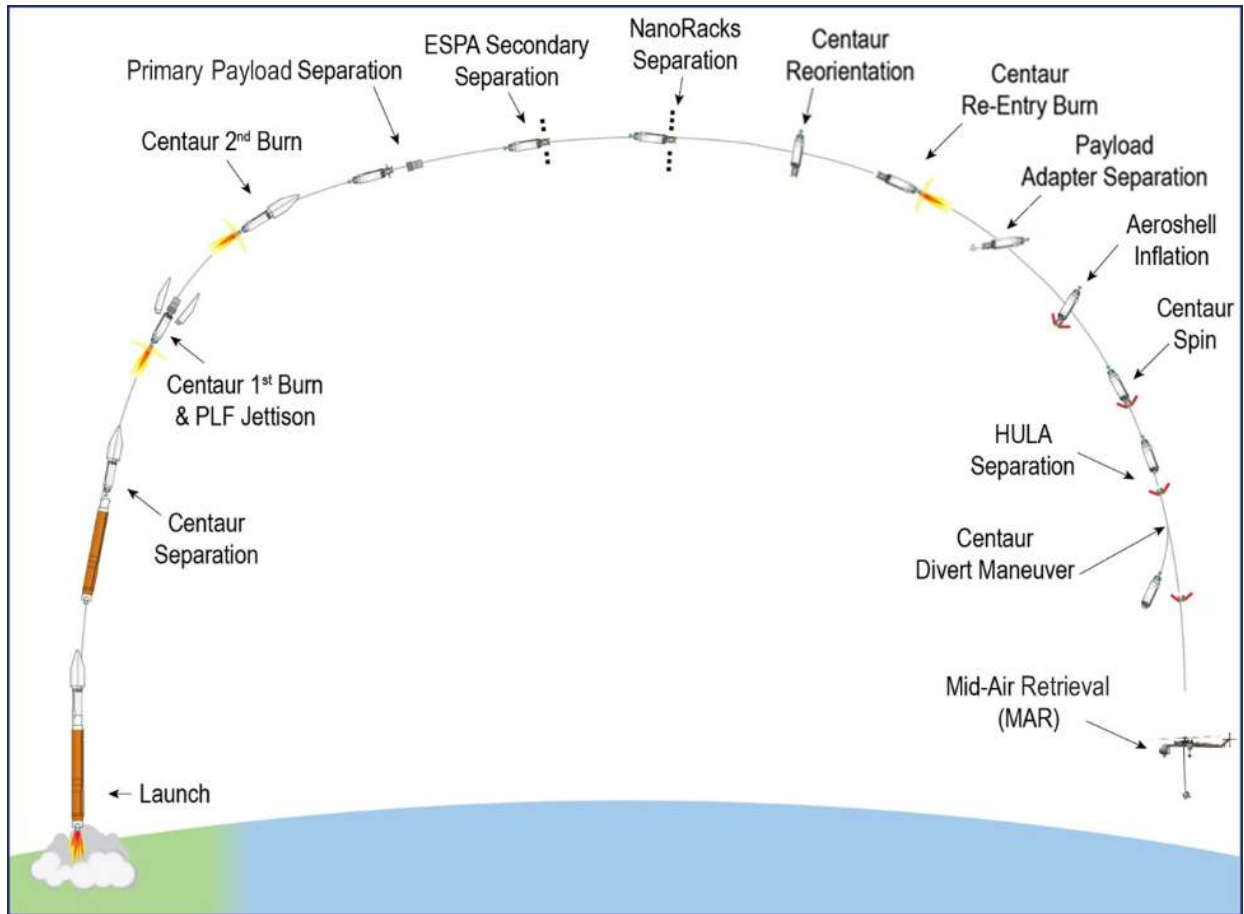 Launch
Centaur
Separation
Centaur 1st Burn
& PLF Jettison
Centaur 2nd Burn
Primary Payload Separation
ESPA Secondary
Separation
NanoRacks
Separation
Centaur
Reorientation
Centaur
Re-Entry Burn
Payload
Adapter Separation
Aeroshell
Inflation
Centaur
Spin
HULA
Separation
Centaur
Divert Maneuver
Mid-Air Retrieval
(MAR)